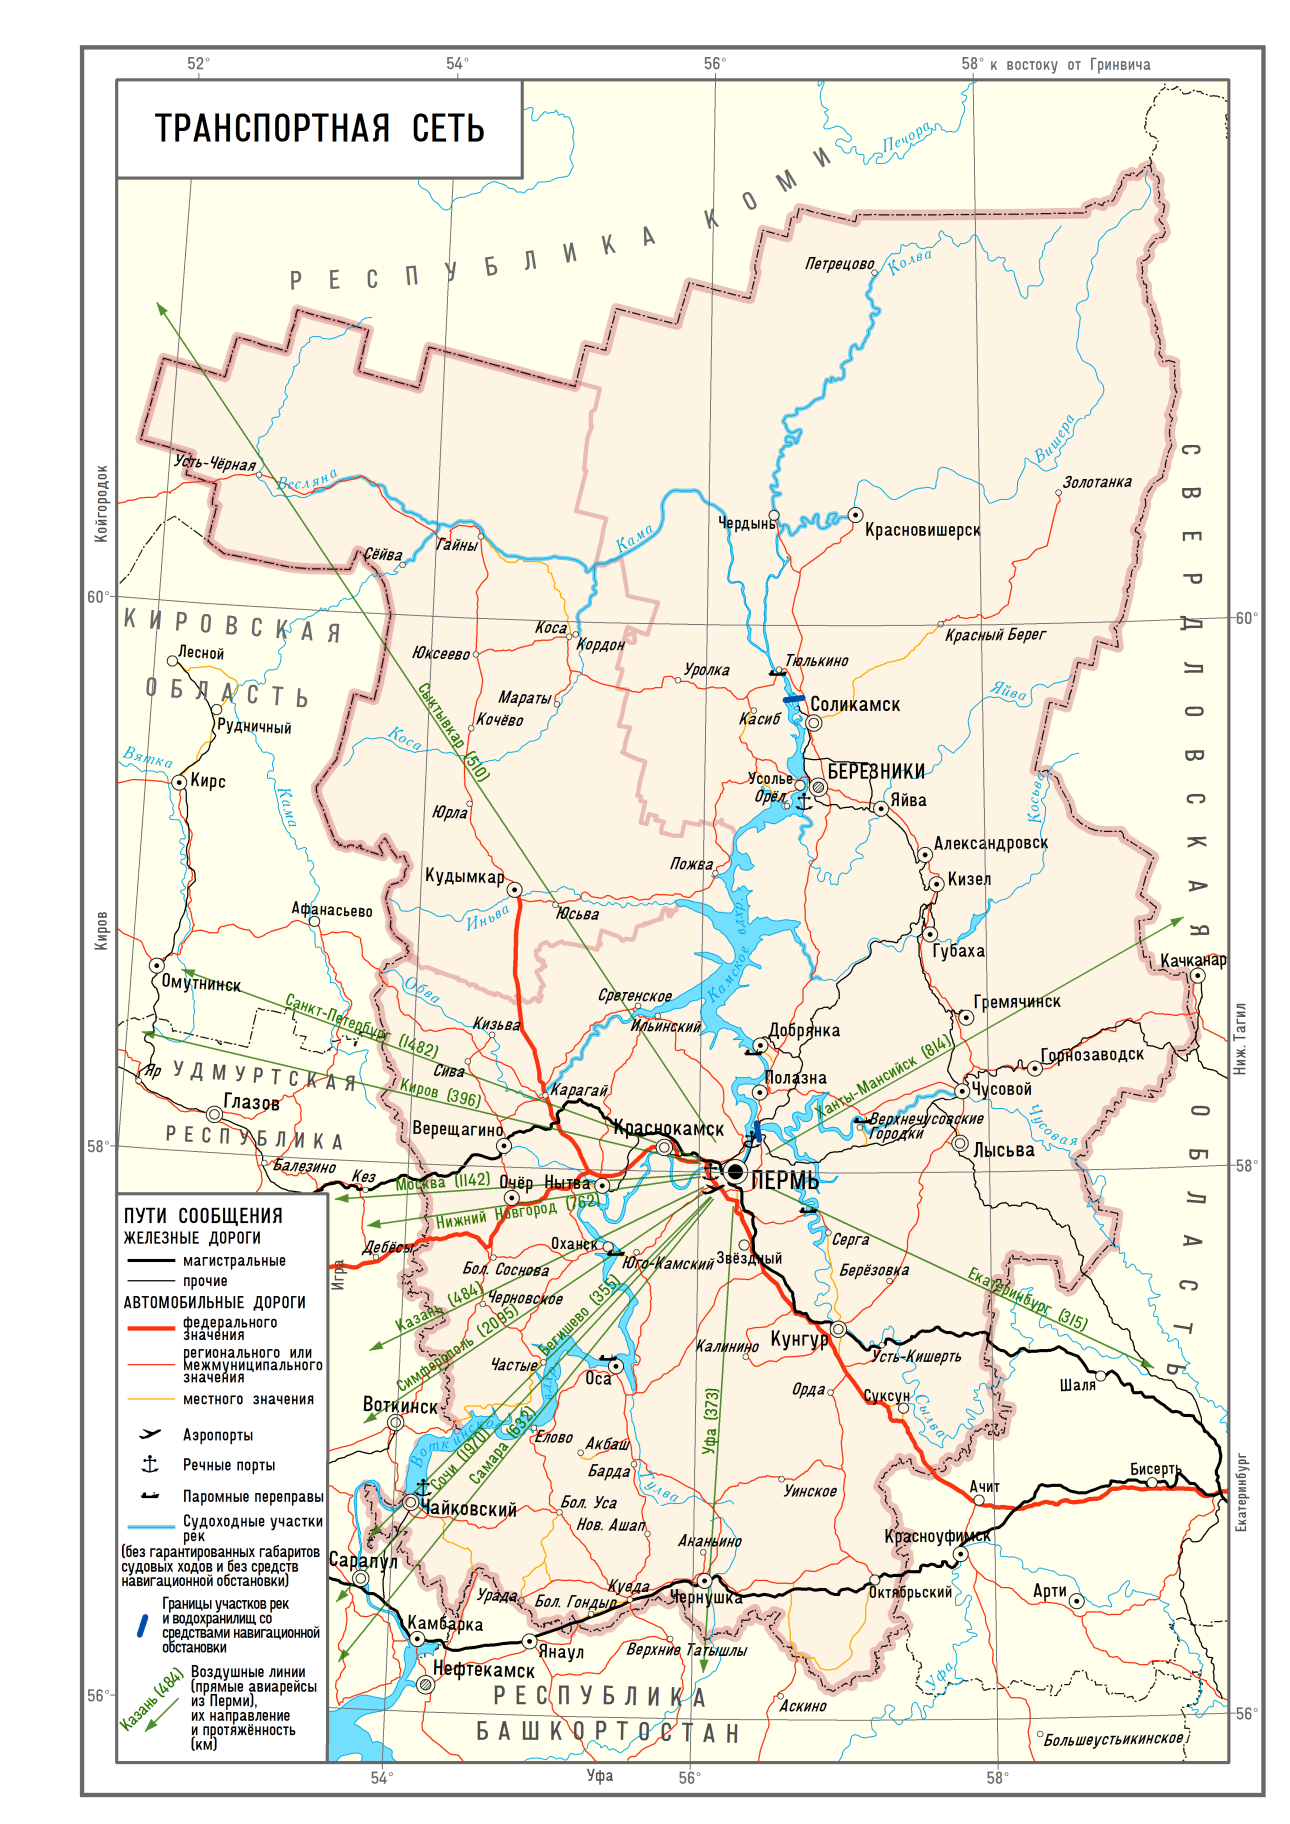 52°
54°
56°
58° к востоку от Гринвича
ТРАНСПОРТНАЯ СЕТЬ
Печора
РЕСПУБЛИКА КОМИ
Петрецово
Колва
Вишера
СВЕРДЛОВСКАЯ ОБЛАСТЬ
Койгородок
Усть-Чёрная
Весляна
Золотанка
Чердынь
Красновишерск
Гайны
Кама
Сёйва
60°
60°
КИРОВСКАЯ
ОБЛАСТЬ
Лесной
Рудничный
Коса
Кордон
Юксеево
Красный Берег
Уролка
Тюлькино
Сыктывкар (510)
Мараты
Кочёво
Касиб
Соликамск
Яйва
Коса
Вятка
Кирс
Кама
Усолье
БЕРЕЗНИКИ
Орёл
Яйва
Косьва
Юрла
Александровск
Пожва
Кизел
Кудымкар
Юсьва
Иньва
Камское вдхр.
Афанасьево
Киров
Губаха
Омутнинск
Качканар
Обва
Сретенское
Ильинский
Гремячинск
Ниж. Тагил
Санкт-Петербург (1482)
Кизьва
Добрянка
Ханты-Мансийск (814)
Горнозаводск
Яр
УДМУРТСКАЯ
РЕСПУБЛИКА
Сива
Киров (396)
Карагай
Полазна
Чусовой
Чусовая
Глазов
Верещагино
Краснокамск
Верхнечусовские
Городки
Лысьва
58°
58°
Балезино
Кез
Москва (1142)
Очёр
Нытва
ПЕРМЬ
Нижний Новгород (762)
Дебёсы
Игра
Оханск
Юго-Камский
Звёздный
Серга
Бол. Соснова
Берёзовка
Екатеринбург (315)
Черновское
Казань (484)
Бегишево (355)
Симферополь (2095)
Кунгур
Калинино
Усть-Кишерть
Частые
Оса
Шаля
Орда
Суксун
Сылва
Воткинск
Уфа (373)
Елово
Акбаш
Барда
Тулва
Сочи (1970)
Самара (632)
Уинское
Ачит
Бисерть
Екатеринбург
Чайковский
Бол. Уса
Нов. Ашап
Ананьино
Красноуфимск
Сарапул
Урада
Бол. Гондыр
Куеда
Чернушка
Октябрьский
Арти
Камбарка
Янаул
Верхние Татышлы
Нефтекамск
Уфа
РЕСПУБЛИКА
БАШКОРТОСТАН
Аскино
Большеустьикинское
56°
56°
54°
Уфа
56°
58°
ПУТИ СООБЩЕНИЯ
ЖЕЛЕЗНЫЕ ДОРОГИ
магистральные
прочие
АВТОМОБИЛЬНЫЕ ДОРОГИ
федерального
значения
регионального или
межмуниципального
значения
местного значения
Аэропорты
Речные порты
Паромные переправы
Судоходные участки
рек
(без гарантированных габаритов
судовых ходов и без средств
навигационной обстановки)
Границы участков рек
и водохранилищ со
средствами навигационной
обстановки
Казань (484)
Воздушные линии
(прямые авиарейсы
из Перми),
их направление
и протяжённость
(км)